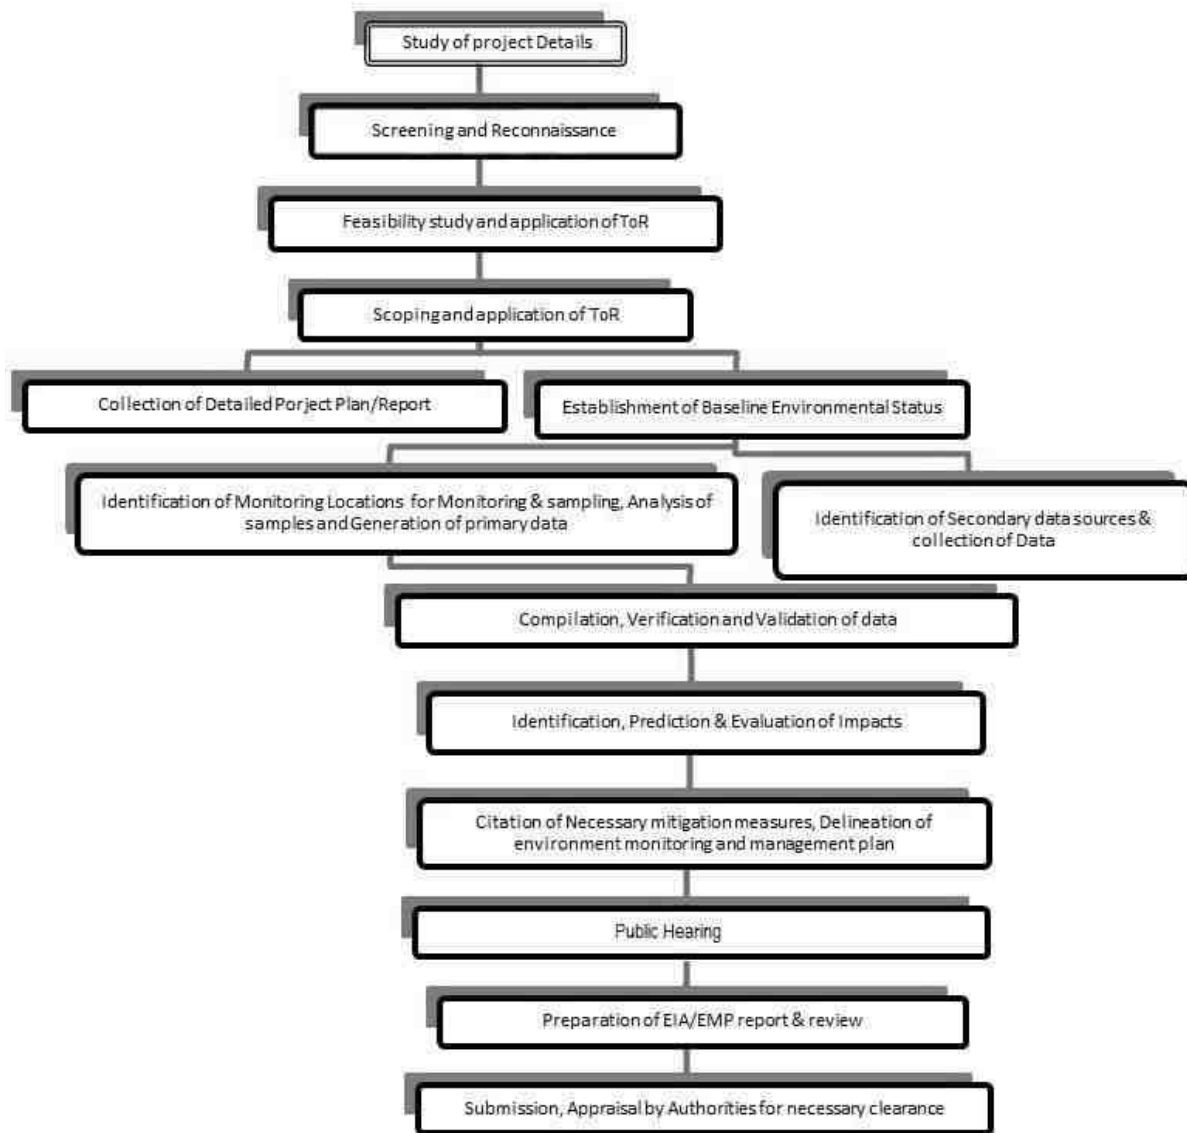 Study of project Details
Screening and Reconnaissance
Feasibility study and application of ToR
Scoping and application of ToR
Collection of Detailed Porject Plan/Report
Establishment of Baseline Environmental Status
Identification of Monitoring Locations for Monitoring & sampling, Analysis of
samples and Generation of primary data
Identification of Secondary data sources &
collection of Data
Compilation, Verification and Validation of data
Identification, Prediction & Evaluation of Impacts
Citation of Necessary mitigation measures, Delineation of
environment monitoring and management plan
Public Hearing
Preparation of EIA/EMP report & review
Submission, Appraisal by Authorities for necessary clearance